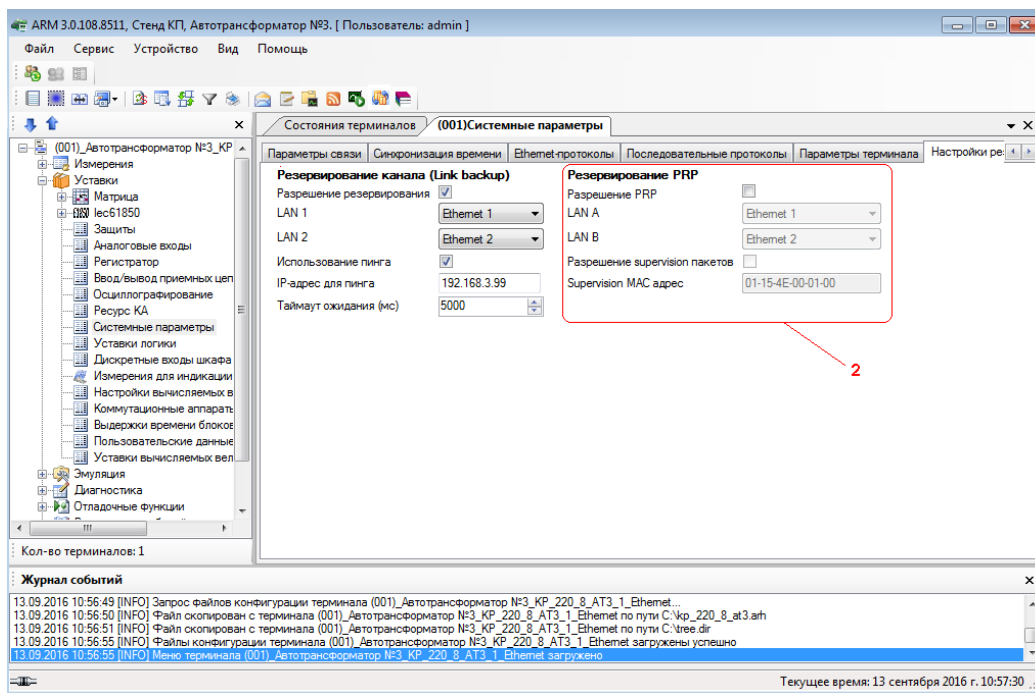 ARM 3.0.108.8511, Стенд КП, Автотрансформатор №3. [ Пользователь: admin ]
Файл Сервис Устройство Вид Помощь
Состояния терминалов (001)Системные параметры
Параметры связи Синхронизация времени Ethernet-протоколы Последовательные протоколы Параметры терминала Настройки ре
(001)_Автотрансформатор №3_КР
Измерения
Уставки
Матрица
Iec61850
Защиты
Аналоговые входы
Регистратор
Ввод/вывод приемных цеп
Осциллографирование
Ресурс КА
Системные параметры
Уставки логики
Дискретные входы шкафа
Измерения для индикации
Настройки вычисляемых в
Коммутационные аппарать
Выдержки времени блоков
Пользовательские данные
Уставки вычисляемых вел
Эмуляция
Диагностика
Отладочные функции
Кол-во терминалов: 1
Резервирование канала (Link backup)
Разрешение резервирования
LAN 1 Ethernet 1
LAN 2 Ethernet 2
Использование пинга
IP-адрес для пинга 192.168.3.99
Таймаут ожидания (мс) 5000
Резервирование PRP
Разрешение PRP
LAN A Ethernet 1
LAN B Ethernet 2
Разрешение supervision пакетов
Supervision MAC адрес 01-15-4E-00-01-00
2
Журнал событий
13.09.2016 10:56:49 [INFO] Запрос файлов конфигурации терминала (001)_Автотрансформатор №3_KP_220_8_AT3_1_Ethernet...
13.09.2016 10:56:50 [INFO] Файл скопирован с терминала (001)_Автотрансформатор №3_KP_220_8_AT3_1_Ethernet по пути C:\kp_220_8_at3.arh
13.09.2016 10:56:51 [INFO] Файл скопирован с терминала (001)_Автотрансформатор №3_KP_220_8_AT3_1_Ethernet по пути C:\tree.dir
13.09.2016 10:56:55 [INFO] Файлы конфигурации терминала (001)_Автотрансформатор №3_KP_220_8_AT3_1_Ethernet загружены успешно
13.09.2016 10:56:55 [INFO] Меню терминала (001)_Автотрансформатор №3_KP_220_8_AT3_1_Ethernet загружено
Текущее время: 13 сентября 2016 г. 10:57:30